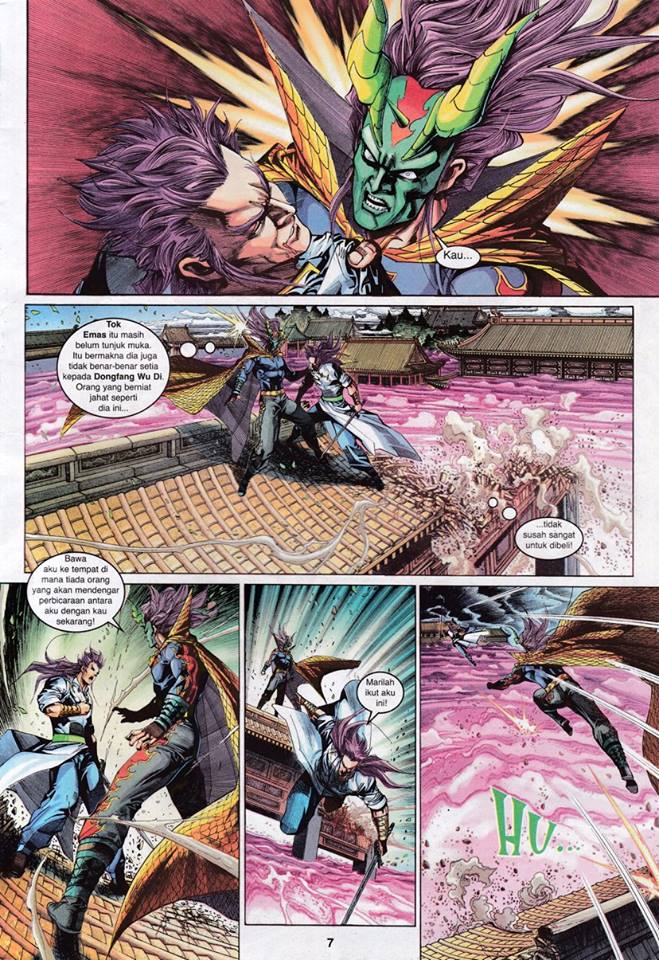 Kau...
Tok
Emas itu masih
belum tunjuk muka.
Itu bermakna dia juga
tidak benar-benar setia
kepada Dongfang Wu Di.
Orang yang berniat
jahat seperti
dia ini...
...tidak
susah sangat
untuk dibeli!
Bawa
aku ke tempat di
mana tiada orang
yang akan mendengar
perbicaraan antara
aku dengan kau
sekarang!
Marilah
ikut aku
ini!
HU...
7